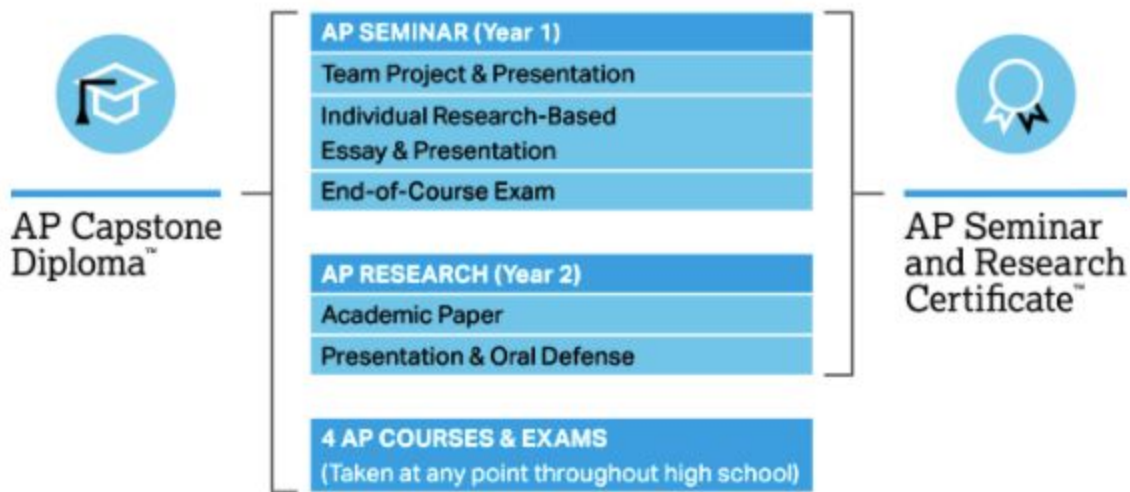 AP Capstone
Diploma™
AP SEMINAR (Year 1)
Team Project & Presentation
Individual Research-Based
Essay & Presentation
End-of-Course Exam
AP RESEARCH (Year 2)
Academic Paper
Presentation & Oral Defense
4 AP COURSES & EXAMS
(Taken at any point throughout high school)
AP Seminar
and Research
Certificate™